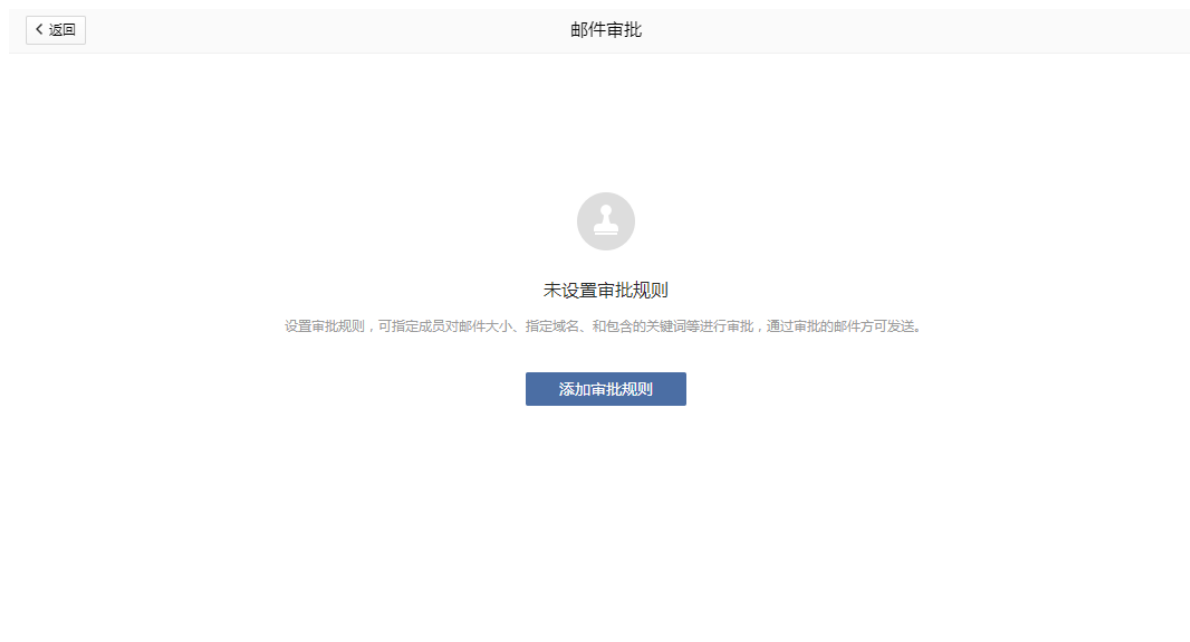 返回
邮件审批
未设置审批规则
设置审批规则，可指定成员对邮件大小、指定域名、和包含的关键词等进行审批，通过审批的邮件方可发送。
添加审批规则